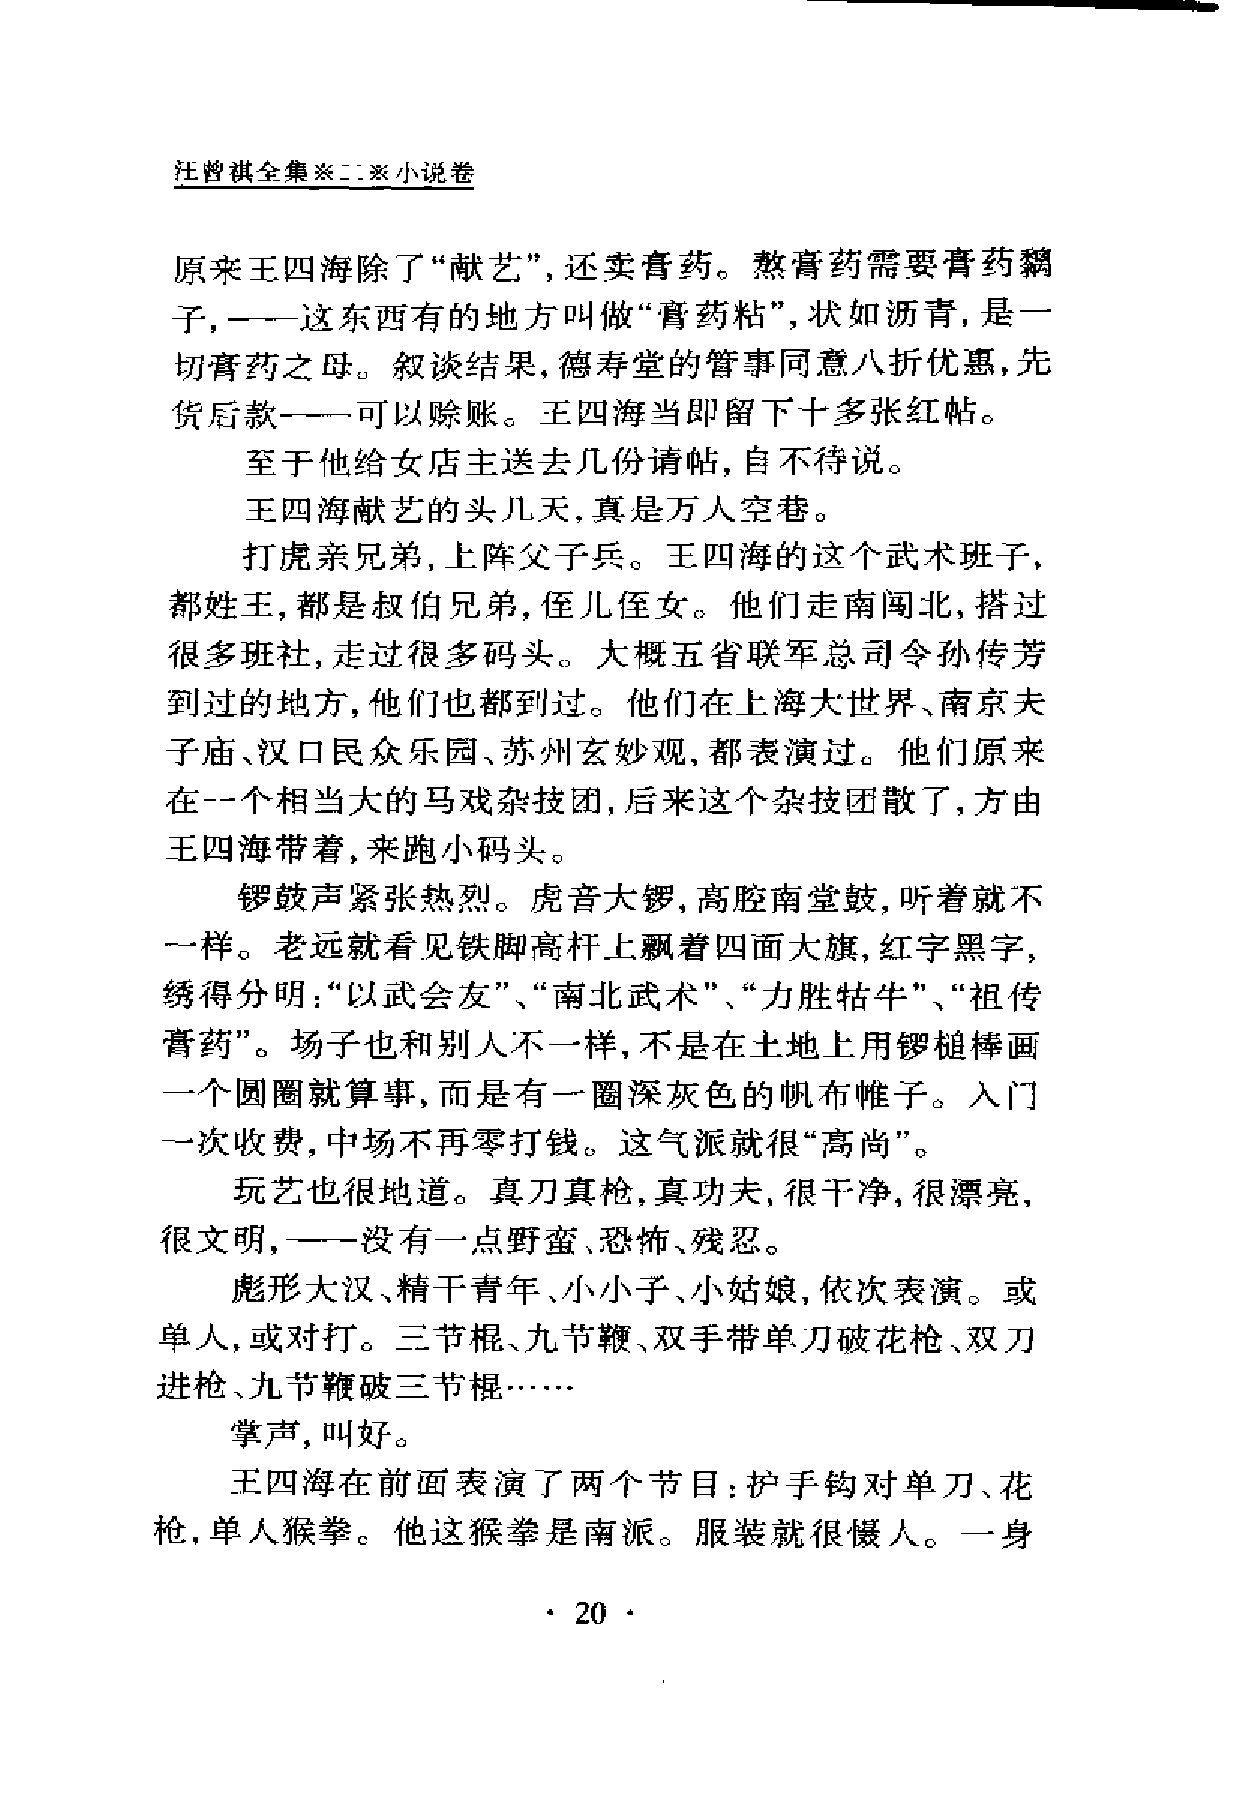 汪曾祺全集※二※小说卷
原来王四海除了“献艺”,还卖膏药。熬膏药需要膏药黐
子,——这东西有的地方叫做“膏药粘”,状如沥青,是一
切膏药之母。叙谈结果,德寿堂的管事同意八折优惠,先
货后款——可以赊账。王四海当即留下十多张红帖。
至于他给女店主送去几份请帖,自不待说。
王四海献艺的头几天,真是万人空巷。
打虎亲兄弟,上阵父子兵。王四海的这个武术班子,
都姓王,都是叔伯兄弟,侄儿侄女。他们走南闯北,搭过
很多班社,走过很多码头。大概五省联军总司令孙传芳
到过的地方,他们也都到过。他们在上海大世界、南京夫
子庙、汉口民众乐园、苏州玄妙观,都表演过。他们原来
在一个相当大的马戏杂技团,后来这个杂技团散了,方由
王四海带着,来跑小码头。
锣鼓声紧张热烈。虎音大锣,高腔南堂鼓,听着就不
一样。老远就看见铁脚高杆上飘着四面大旗,红字黑字,
绣得分明:“以武会友”、“南北武术”、“力胜牯牛”、“祖传
膏药”。场子也和别人不一样,不是在土地上用锣槌棒画
一个圆圈就算事,而是有一圈深灰色的帆布帷子。入门
一次收费,中场不再零打钱。这气派就很“高尚”。
玩艺也很地道。真刀真枪,真功夫,很干净,很漂亮,
很文明,——没有一点野蛮、恐怖、残忍。
彪形大汉、精干青年、小小子、小姑娘,依次表演。或
单人,或对打。三节棍、九节鞭、双手带单刀破花枪、双刀
进枪、九节鞭破三节棍……
掌声,叫好。
王四海在前面表演了两个节目:护手钩对单刀、花
枪,单人猴拳。他这猴拳是南派。服装就很慑人。一身
· 20 ·